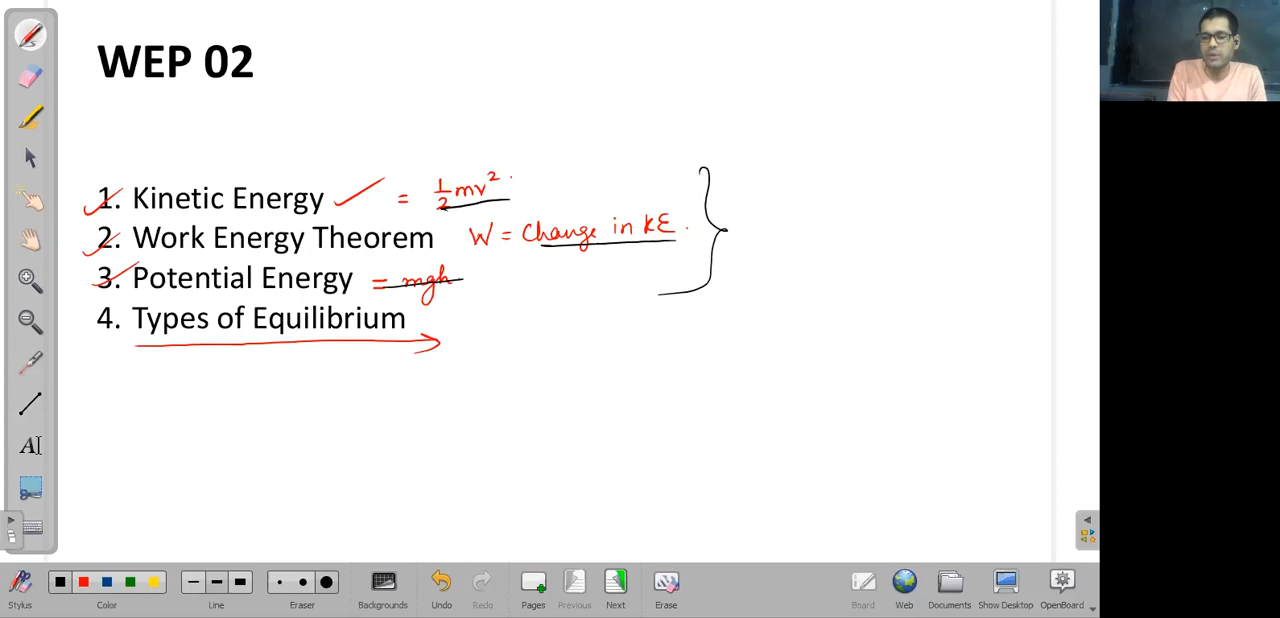 WEP 02
1. Kinetic Energy = 1/2 mv²
2. Work Energy Theorem W = Change in KE.
3. Potential Energy = mgh
4. Types of Equilibrium
A
Stylus Color Line Eraser Backgrounds Undo Redo Pages Previous Next Erase Board Web Documents Show Desktop OpenBoard